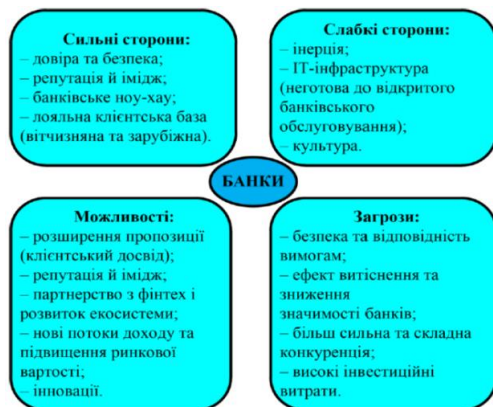 Сильні сторони:
– довіра та безпека;
– репутація й імідж;
– банківське ноу-хау;
– лояльна клієнтська база
(вітчизняна та зарубіжна).
Слабкі сторони:
– інерція;
– ІТ-інфраструктура
(неготова до відкритого
банківського
обслуговування);
– культура.
БАНКИ
Можливості:
– розширення пропозиції
(клієнтський досвід);
– репутація й імідж;
– партнерство з фінтех і
розвиток екосистеми;
– нові потоки доходу та
підвищення ринкової
вартості;
– інновації.
Загрози:
– безпека та відповідність
вимогам;
– ефект витіснення та
зниження
значимості банків;
– більш сильна та складна
конкуренція;
– високі інвестиційні
витрати.